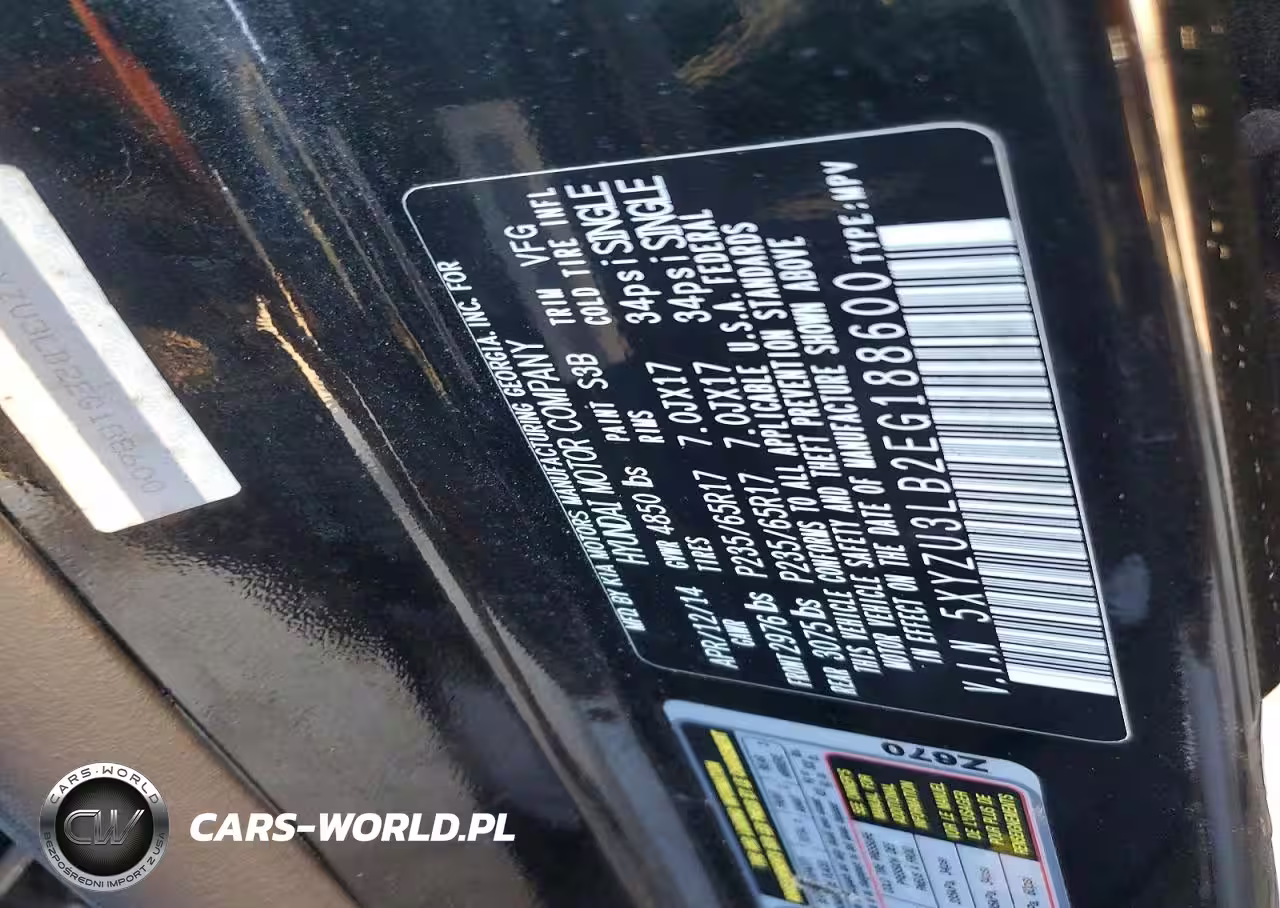 MFD BY KIA MOTORS MANUFACTURING GEORGIA, INC. FOR
HYUNDAI MOTOR COMPANY VFG
PAINT S3B TRIM
APR/12/14 GVWR 4850 lbs RIMS COLD TIRE INFL
GAWR TIRES
FRONT 2976 lbs P235/65R17 7.0JX17 34psi SINGLE
REAR 3075 lbs P235/65R17 7.0JX17 34psi SINGLE
THIS VEHICLE CONFORMS TO ALL APPLICABLE U.S.A. FEDERAL
MOTOR VEHICLE SAFETY AND THEFT PREVENTION STANDARDS
IN EFFECT ON THE DATE OF MANUFACTURE SHOWN ABOVE
V.I.N 5XYZU3LB2EG188600 TYPE:MPV
YZU3LB2EG188600
Z670
CARS-WORLD
CW
BEZPOŚREDNI IMPORT Z USA
CARS-WORLD.PL